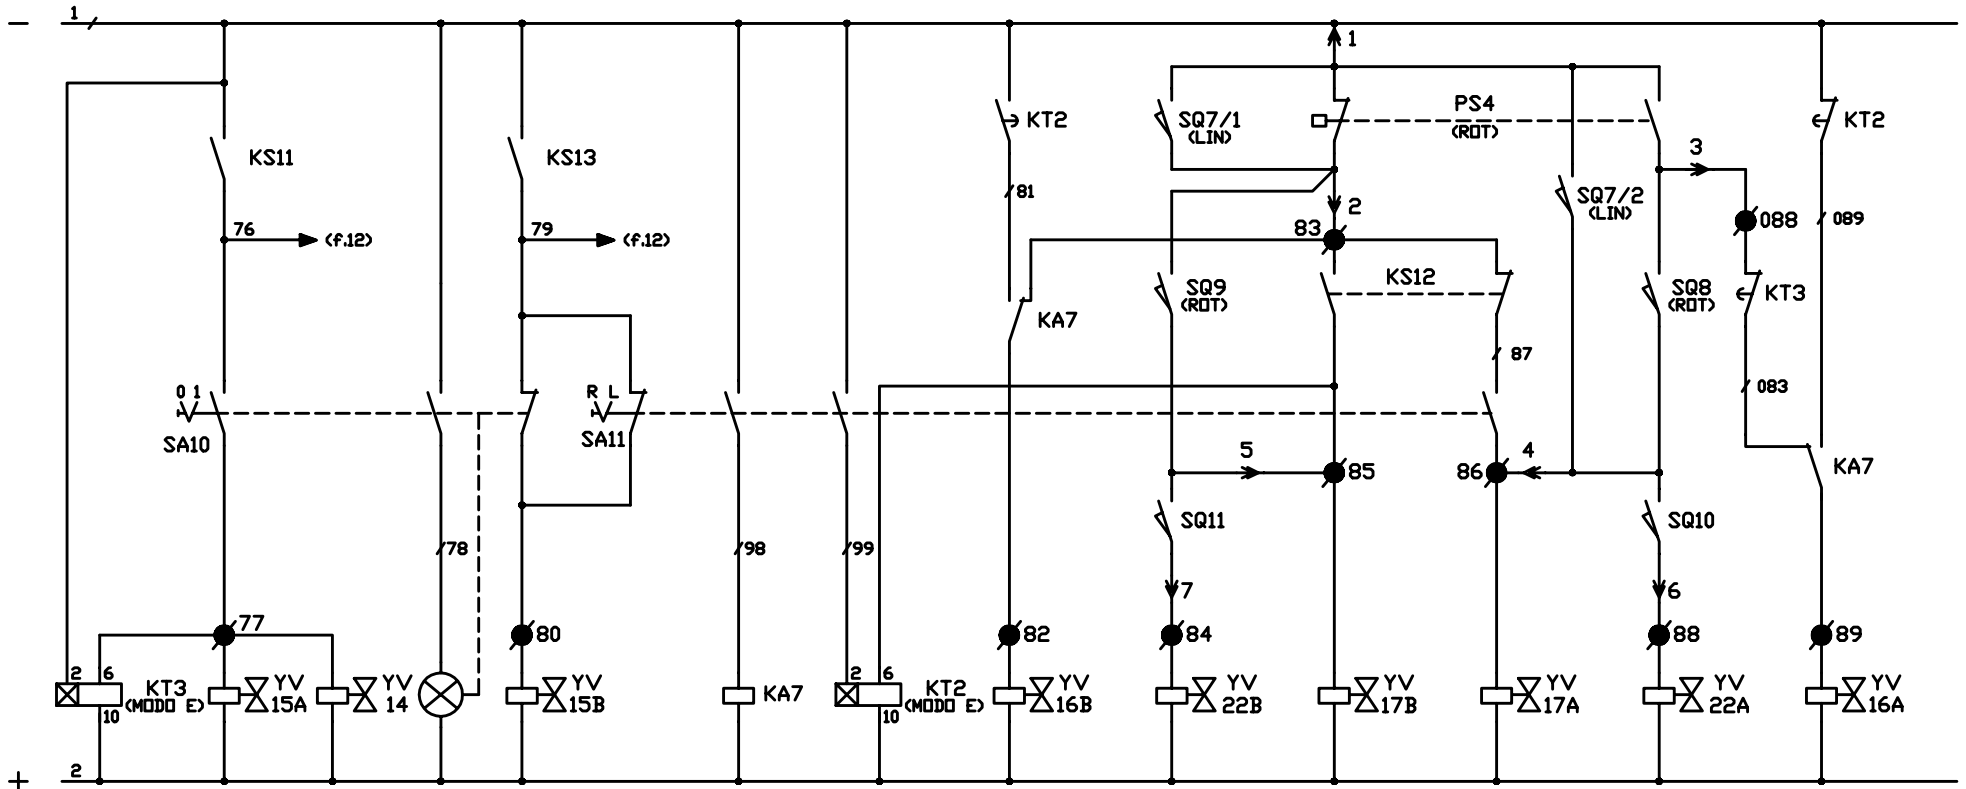 − 1
1
KT2
SQ7/1
(LIN)
PS4
(ROT)
KT2
KS11
KS13
3
81
SQ7/2
(LIN)
2
088
089
76
(f.12)
79
(f.12)
83
KS12
SQ9
(ROT)
SQ8
(ROT)
KT3
KA7
87
0 1
R L
083
SA10
SA11
5
85
86
4
KA7
SQ11
SQ10
78
98
99
7
6
77
80
82
84
88
89
2
6
KT3
(MODO E)
10
YV
15A
YV
14
YV
15B
KA7
2
6
KT2
(MODO E)
10
YV
16B
YV
22B
YV
17B
YV
17A
YV
22A
YV
16A
+ 2